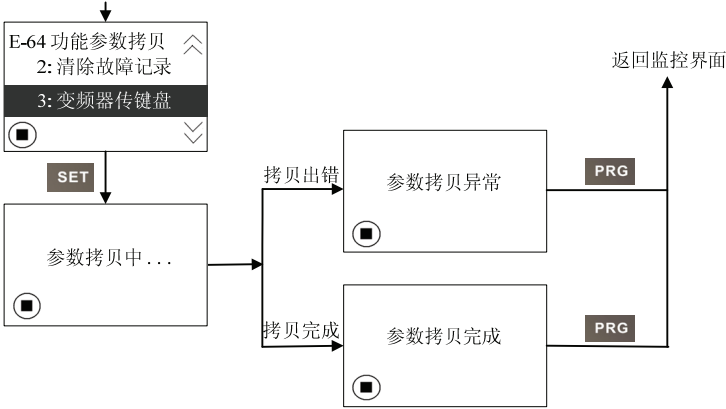 E-64 功能参数拷贝
2: 清除故障记录
3: 变频器传键盘
SET
参数拷贝中 . . .
拷贝出错
参数拷贝异常
PRG
返回监控界面
拷贝完成
参数拷贝完成
PRG